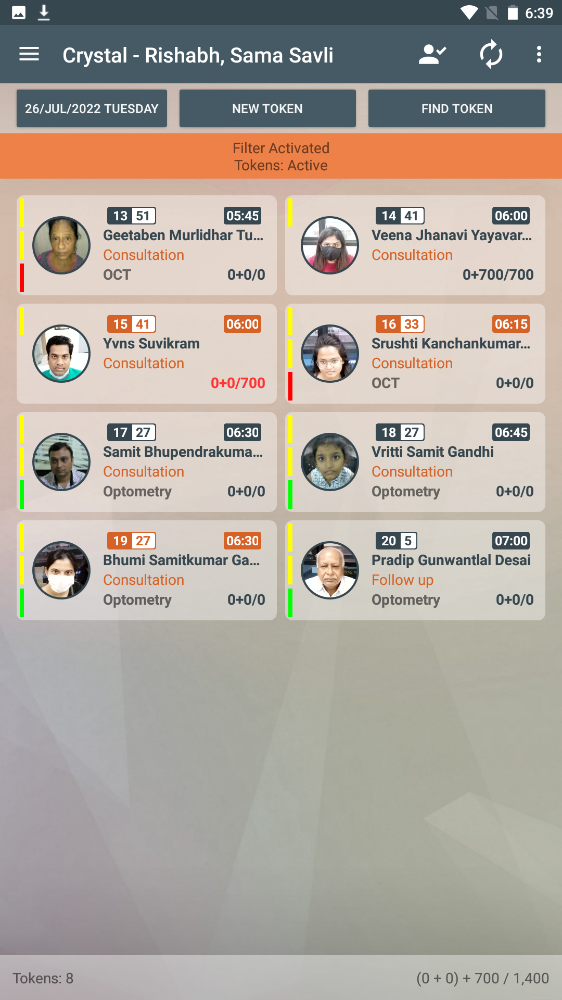 6:39
Crystal - Rishabh, Sama Savli
26/JUL/2022 TUESDAY
NEW TOKEN
FIND TOKEN
Filter Activated
Tokens: Active
13 51 05:45
Geetaben Murlidhar Tu...
Consultation
OCT 0+0/0
14 41 06:00
Veena Jhanavi Yayavar...
Consultation
0+700/700
15 41 06:00
Yvns Suvikram
Consultation
0+0/700
16 33 06:15
Srushti Kanchankumar...
Consultation
OCT 0+0/0
17 27 06:30
Samit Bhupendrakuma...
Consultation
Optometry 0+0/0
18 27 06:45
Vritti Samit Gandhi
Consultation
Optometry 0+0/0
19 27 06:30
Bhumi Samitkumar Ga...
Consultation
Optometry 0+0/0
20 5 07:00
Pradip Gunwantlal Desai
Follow up
Optometry 0+0/0
Tokens: 8
(0 + 0) + 700 / 1,400